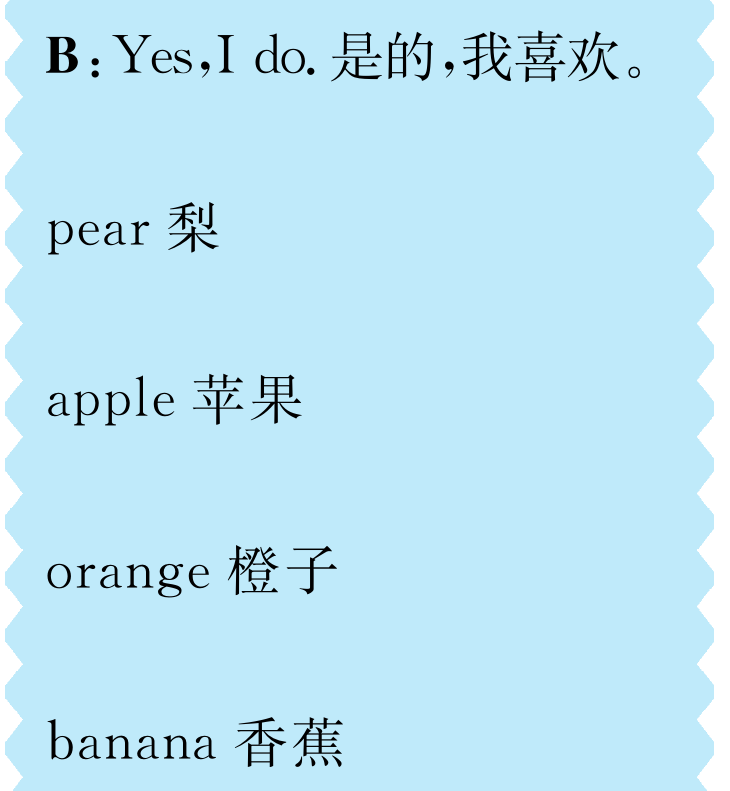 B:Yes,I do. 是的,我喜欢。
pear 梨
apple 苹果
orange 橙子
banana 香蕉